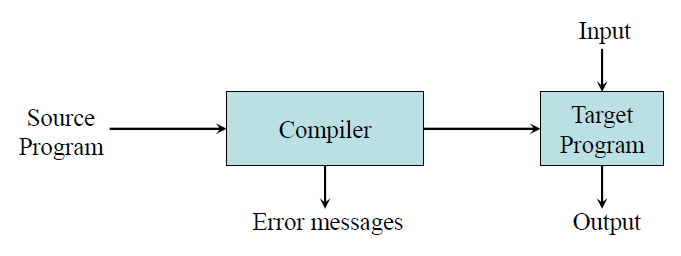 Input
Source
Program
Compiler
Target
Program
Error messages
Output